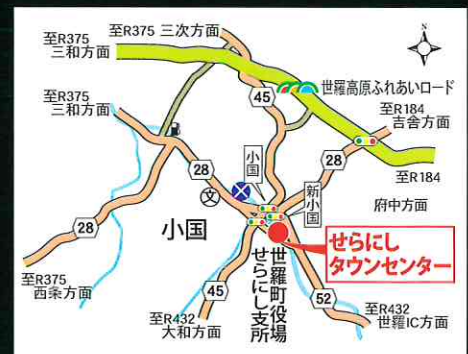 至R375
三和方面
三次方面
N
至R375
三和方面
45
世羅高原ふれあいロード
至R184
吉舎方面
28
小国
28
文
新小国
至R184
府中方面
小国
28
せらにし
タウンセンター
世羅町役場
せらにし支所
至R375
西条方面
45
至R432
大和方面
52
至R432
世羅IC方面